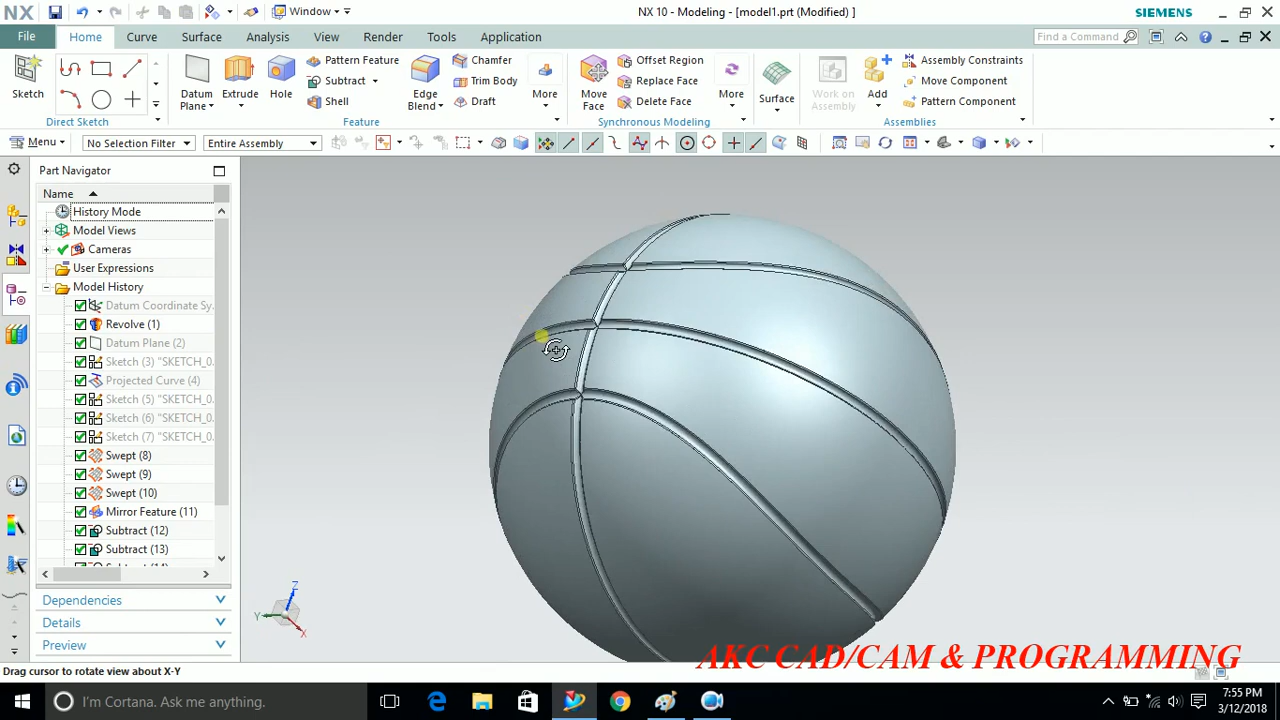 NX
Window
NX 10 - Modeling - [model1.prt (Modified) ]
SIEMENS
File
Home
Curve
Surface
Analysis
View
Render
Tools
Application
Find a Command
Sketch
Direct Sketch
Datum
Plane
Extrude
Hole
Pattern Feature
Subtract
Shell
Edge
Blend
Chamfer
Trim Body
Draft
More
Feature
Move
Face
Offset Region
Replace Face
Delete Face
More
Synchronous Modeling
Surface
Work on
Assembly
Add
Assembly Constraints
Move Component
Pattern Component
Assemblies
Menu
No Selection Filter
Entire Assembly
Part Navigator
Name
History Mode
Model Views
Cameras
User Expressions
Model History
Datum Coordinate Sy.
Revolve (1)
Datum Plane (2)
Sketch (3) "SKETCH_0.
Projected Curve (4)
Sketch (5) "SKETCH_0.
Sketch (6) "SKETCH_0.
Sketch (7) "SKETCH_0.
Swept (8)
Swept (9)
Swept (10)
Mirror Feature (11)
Subtract (12)
Subtract (13)
Dependencies
Details
Preview
Z
Y
X
AKC CAD/CAM & PROGRAMMING
Drag cursor to rotate view about X-Y
I'm Cortana. Ask me anything.
7:55 PM
3/12/2018